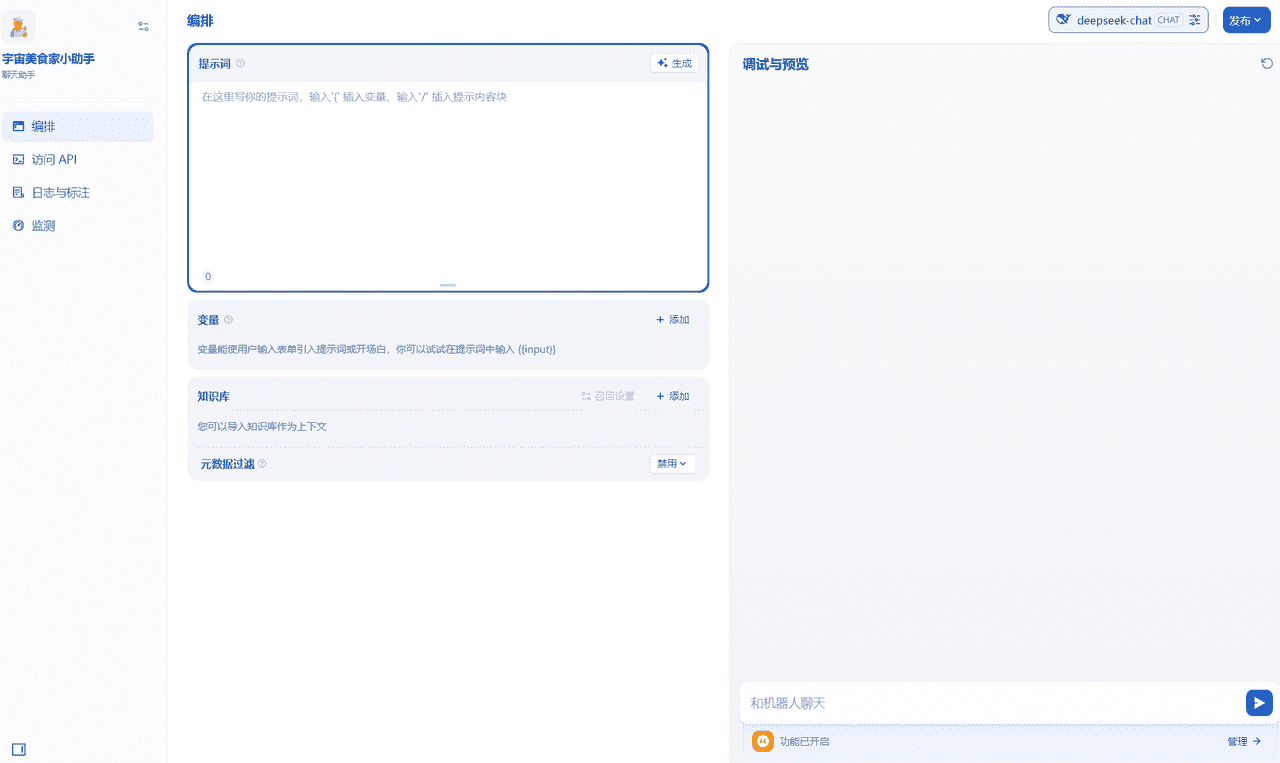 宇宙美食家小助手
聊天助手
编排
访问 API
日志与标注
监测
编排
deepseek-chat CHAT
发布
提示词
生成
在这里写你的提示词，输入'{' 插入变量、输入'/' 插入提示内容块
0
变量
添加
变量能使用户输入表单引入提示词或开场白，你可以试试在提示词中输入 {{input}}
知识库
召回设置
添加
您可以导入知识库作为上下文
元数据过滤
禁用
调试与预览
和机器人聊天
功能已开启
管理